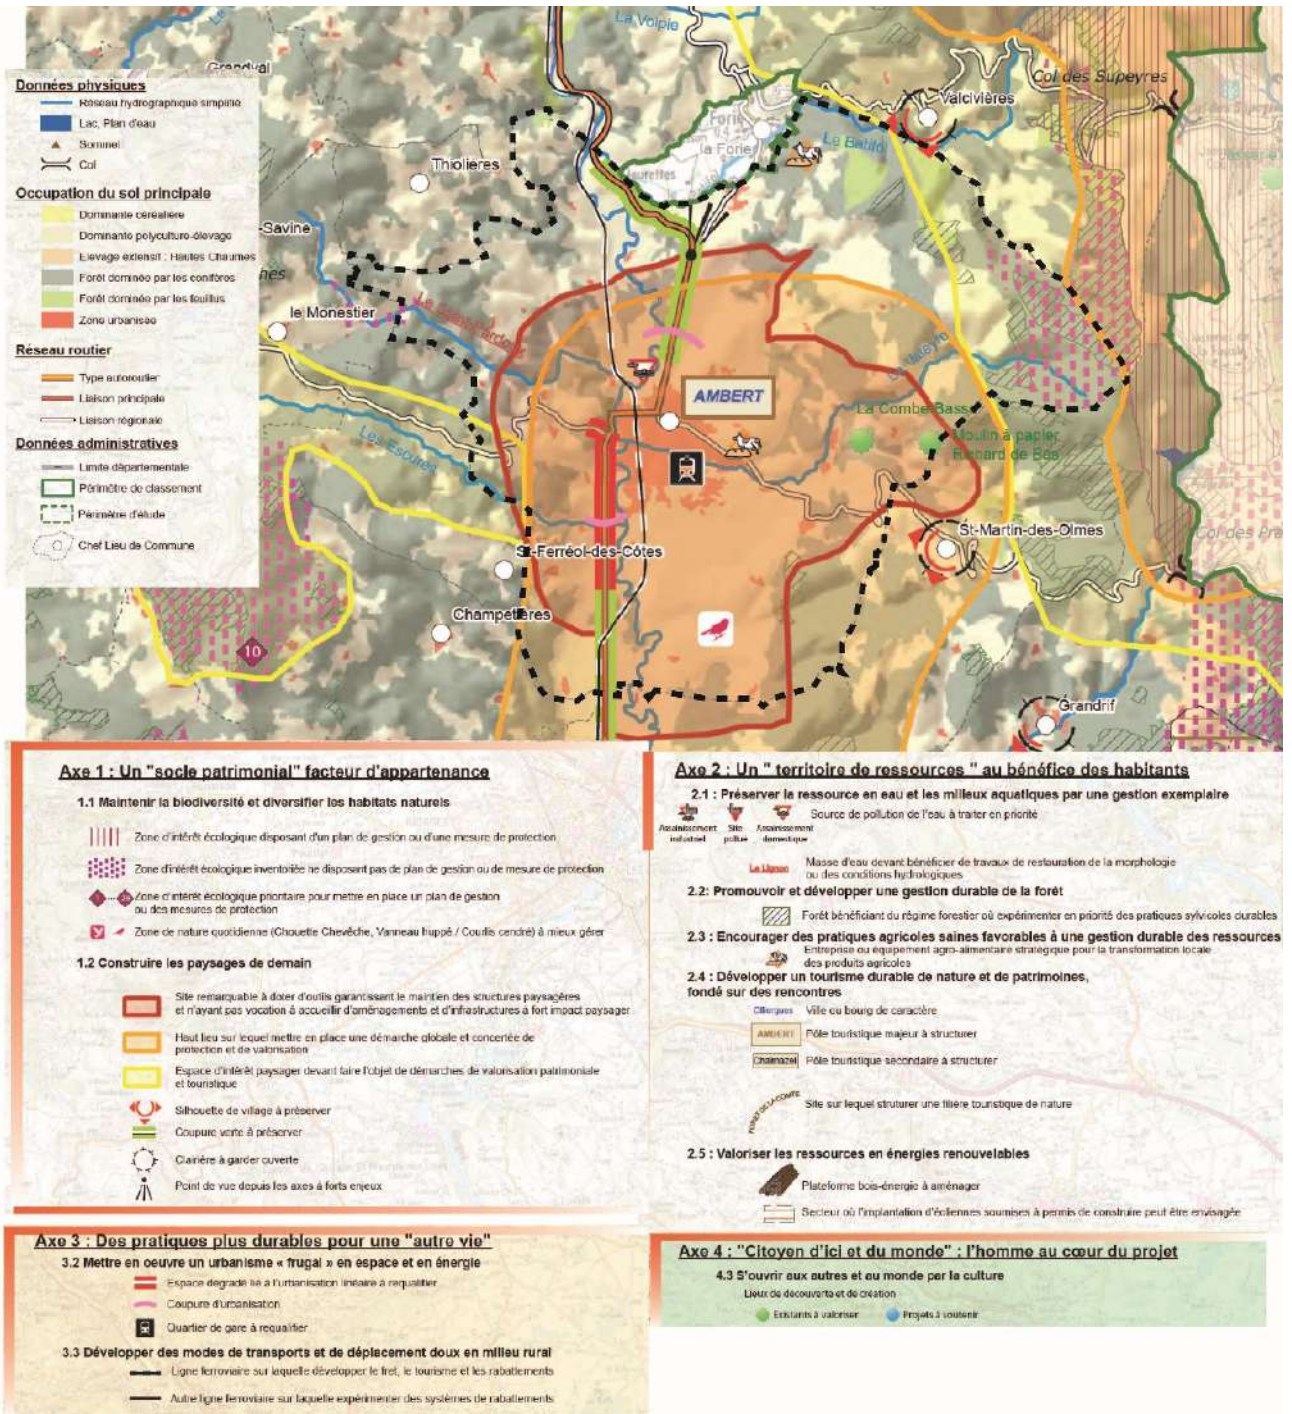 La Volpie
Grandval
Col des Supeyres
Valcivières
Thiolières
la Forie
-Savine
le Monestier
AMBERT
La Combe Basse
Moulin à papier
Richard de Bas
Les Escures
St-Ferréol-des-Côtes
St-Martin-des-Olmes
Champetières
10
Grandrif
Données physiques
Réseau hydrographique simplifié
Lac, Plan d'eau
Sommet
Col
Occupation du sol principale
Dominante céréalière
Dominante polyculture-élevage
Elevage extensif : Hautes Chaumes
Forêt dominée par les conifères
Forêt dominée par les feuillus
Zone urbanisée
Réseau routier
Type autoroutier
Liaison principale
Liaison régionale
Données administratives
Limite départementale
Périmètre de classement
Périmètre d'étude
Chef Lieu de Commune
Axe 1 : Un "socle patrimonial" facteur d'appartenance
1.1 Maintenir la biodiversité et diversifier les habitats naturels
Zone d'intérêt écologique disposant d'un plan de gestion ou d'une mesure de protection
Zone d'intérêt écologique inventoriée ne disposant pas de plan de gestion ou de mesure de protection
Zone d'intérêt écologique prioritaire pour mettre en place un plan de gestion
ou des mesures de protection
Zone de nature quotidienne (Chouette Chevêche, Vanneau huppé / Courlis cendré) à mieux gérer
1.2 Construire les paysages de demain
Site remarquable à doter d'outils garantissant le maintien des structures paysagères
et n'ayant pas vocation à accueillir d'aménagements et d'infrastructures à fort impact paysager
Haut lieu sur lequel mettre en place une démarche globale et concertée de
protection et de valorisation
Espace d'intérêt paysager devant faire l'objet de démarches de valorisation patrimoniale
et touristique
Silhouette de village à préserver
Coupure verte à préserver
Clairière à garder ouverte
Point de vue depuis les axes à forts enjeux
Axe 2 : Un " territoire de ressources " au bénéfice des habitants
2.1 : Préserver la ressource en eau et les milieux aquatiques par une gestion exemplaire
Source de pollution de l'eau à traiter en priorité
Assainissement Site Assainissement
industriel pollué domestique
Le Lignon
Masse d'eau devant bénéficier de travaux de restauration de la morphologie
ou des conditions hydrologiques
2.2: Promouvoir et développer une gestion durable de la forêt
Forêt bénéficiant du régime forestier où expérimenter en priorité des pratiques sylvicoles durables
2.3 : Encourager des pratiques agricoles saines favorables à une gestion durable des ressources
Entreprise ou équipement agro-alimentaire stratégique pour la transformation locale
des produits agricoles
2.4 : Développer un tourisme durable de nature et de patrimoines,
fondé sur des rencontres
Ville ou bourg de caractère
AMBERT Pôle touristique majeur à structurer
Chalmazel Pôle touristique secondaire à structurer
Site sur lequel struturer une filière touristique de nature
2.5 : Valoriser les ressources en énergies renouvelables
Plateforme bois-énergie à aménager
Secteur où l'implantation d'éoliennes soumises à permis de construire peut être envisagée
Axe 3 : Des pratiques plus durables pour une "autre vie"
3.2 Mettre en oeuvre un urbanisme « frugal » en espace et en énergie
Espace dégradé lié à l'urbanisation linéaire à requalifier
Coupure d'urbanisation
Quartier de gare à requalifier
3.3 Développer des modes de transports et de déplacement doux en milieu rural
Ligne ferroviaire sur laquelle développer le fret, le tourisme et les rabattements
Autre ligne ferroviaire sur laquelle expérimenter des systèmes de rabattements
Axe 4 : "Citoyen d'ici et du monde" : l'homme au cœur du projet
4.3 S'ouvrir aux autres et au monde par la culture
Lieux de découverte et de création
Existants à valoriser Projets à soutenir